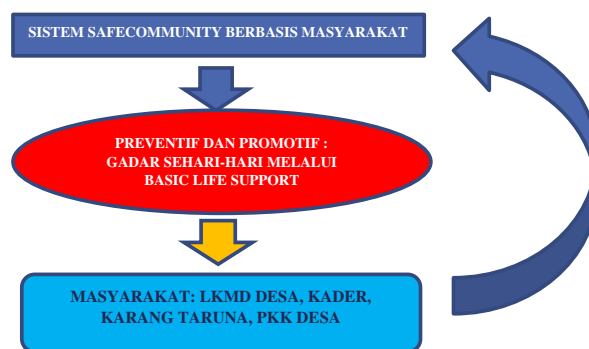 SISTEM SAFECOMMUNITY BERBASIS MASYARAKAT
PREVENTIF DAN PROMOTIF :
GADAR SEHARI-HARI MELALUI
BASIC LIFE SUPPORT
MASYARAKAT: LKMD DESA, KADER,
KARANG TARUNA, PKK DESA